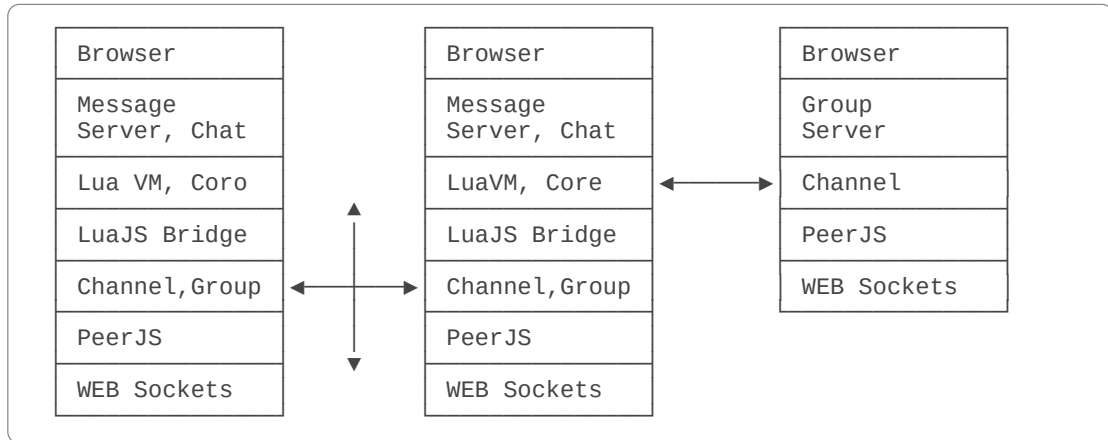 Browser
Message
Server, Chat
Lua VM, Coro
LuaJS Bridge
Channel,Group
PeerJS
WEB Sockets
Browser
Message
Server, Chat
LuaVM, Core
LuaJS Bridge
Channel,Group
PeerJS
WEB Sockets
Browser
Group
Server
Channel
PeerJS
WEB Sockets